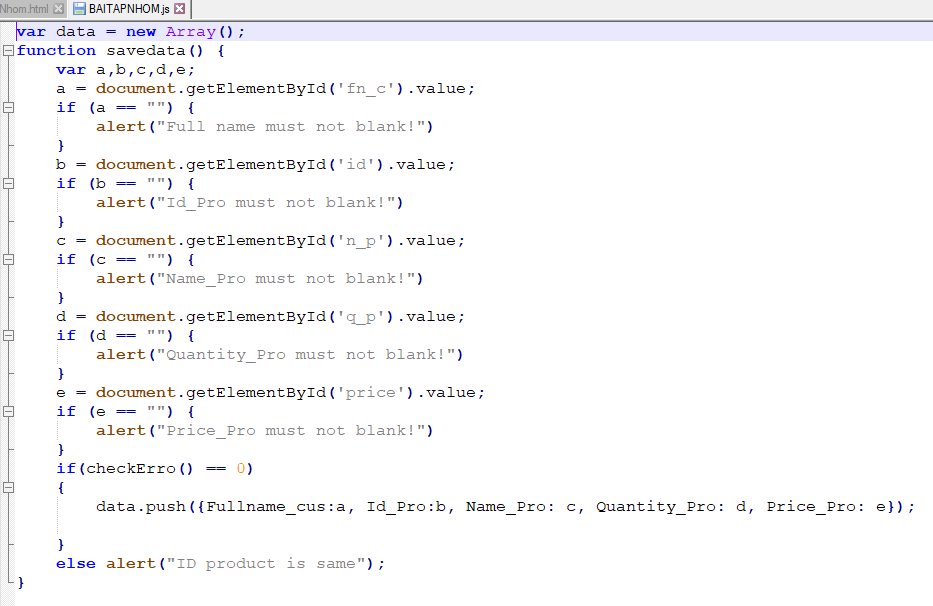 Nhom.html BAITAPNHOM.js
var data = new Array();
function savedata() {
    var a,b,c,d,e;
    a = document.getElementById('fn_c').value;
    if (a == "") {
        alert("Full name must not blank!")
    }
    b = document.getElementById('id').value;
    if (b == "") {
        alert("Id_Pro must not blank!")
    }
    c = document.getElementById('n_p').value;
    if (c == "") {
        alert("Name_Pro must not blank!")
    }
    d = document.getElementById('q_p').value;
    if (d == "") {
        alert("Quantity_Pro must not blank!")
    }
    e = document.getElementById('price').value;
    if (e == "") {
        alert("Price_Pro must not blank!")
    }
    if(checkErro() == 0)
    {
        data.push({Fullname_cus:a, Id_Pro:b, Name_Pro: c, Quantity_Pro: d, Price_Pro: e});
    }
    else alert("ID product is same");
}